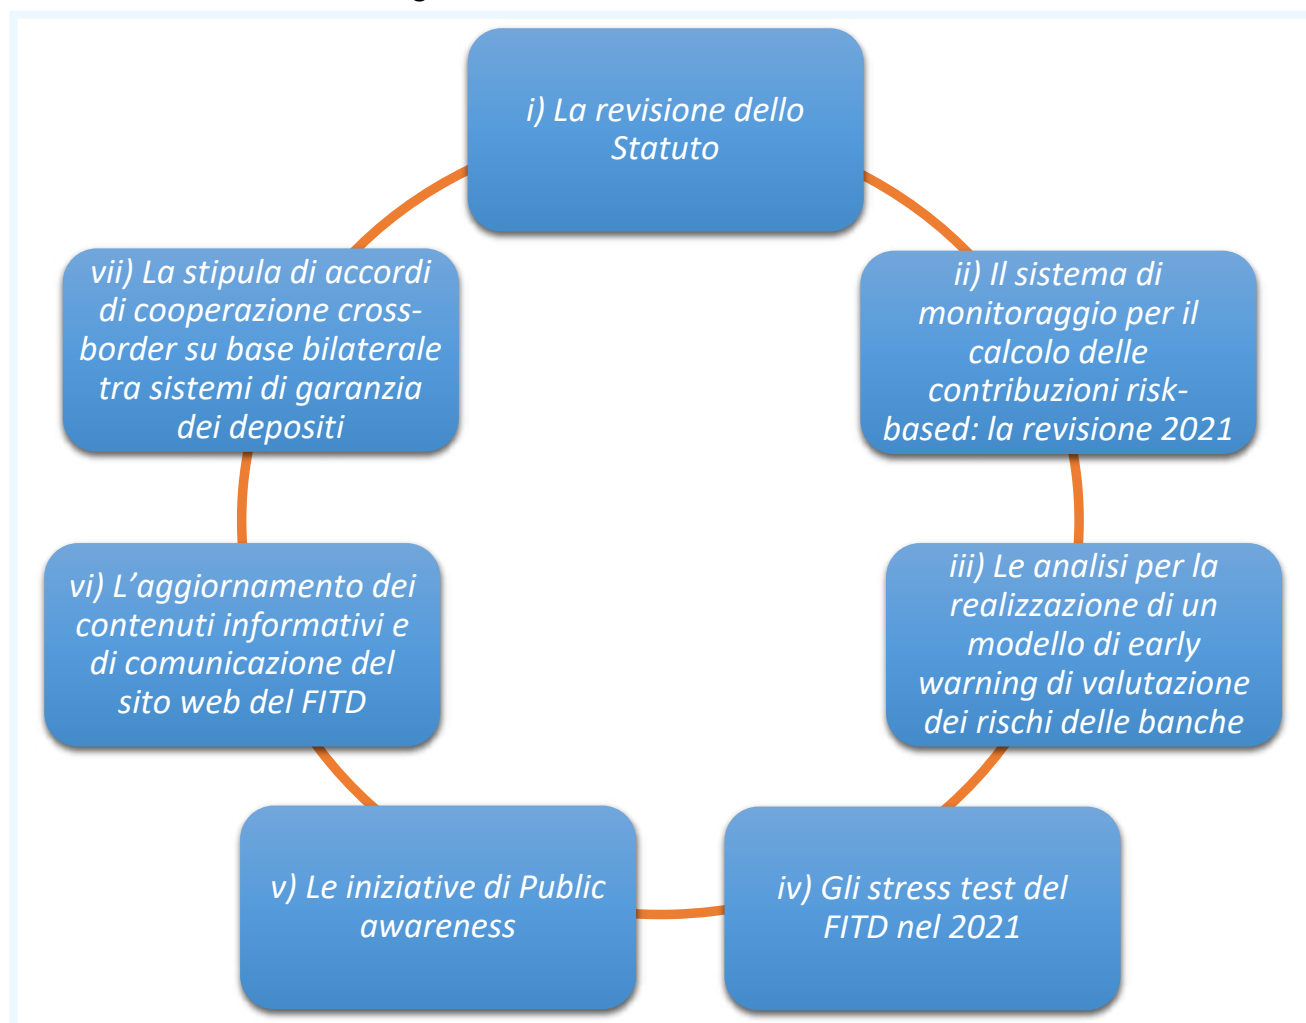 i) La revisione dello
Statuto
ii) Il sistema di
monitoraggio per il
calcolo delle
contribuzioni risk-
based: la revisione 2021
iii) Le analisi per la
realizzazione di un
modello di early
warning di valutazione
dei rischi delle banche
iv) Gli stress test del
FITD nel 2021
v) Le iniziative di Public
awareness
vi) L’aggiornamento dei
contenuti informativi e
di comunicazione del
sito web del FITD
vii) La stipula di accordi
di cooperazione cross-
border su base bilaterale
tra sistemi di garanzia
dei depositi